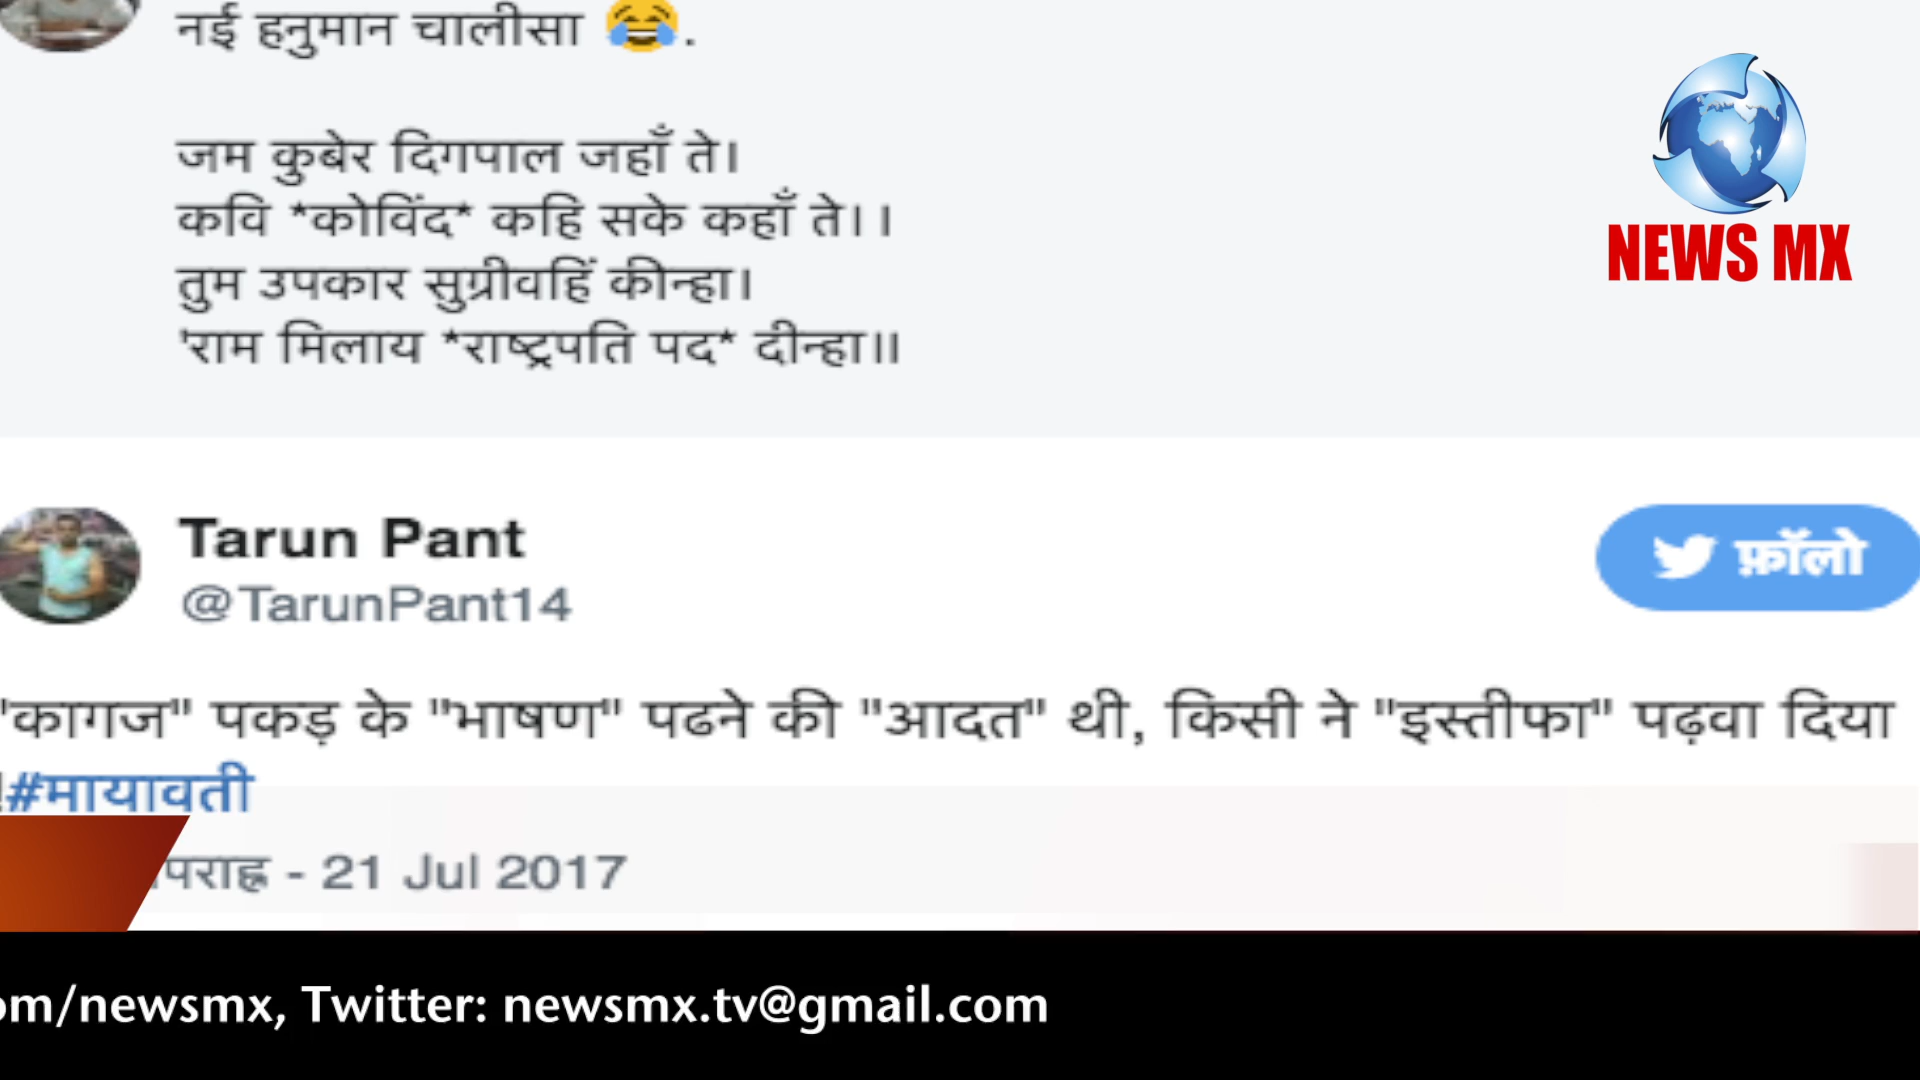 नई हनुमान चालीसा 😂.
जम कुबेर दिगपाल जहाँ ते।
कवि *कोविंद* कहि सके कहाँ ते।।
तुम उपकार सुग्रीवहिं कीन्हा।
'राम मिलाय *राष्ट्रपति पद* दीन्हा॥
NEWS MX
Tarun Pant
@TarunPant14
फ़ॉलो
"कागज" पकड़ के "भाषण" पढने की "आदत" थी, किसी ने "इस्तीफा" पढ़वा दिया
!#मायावती
पराह्न - 21 Jul 2017
om/newsmx, Twitter: newsmx.tv@gmail.com